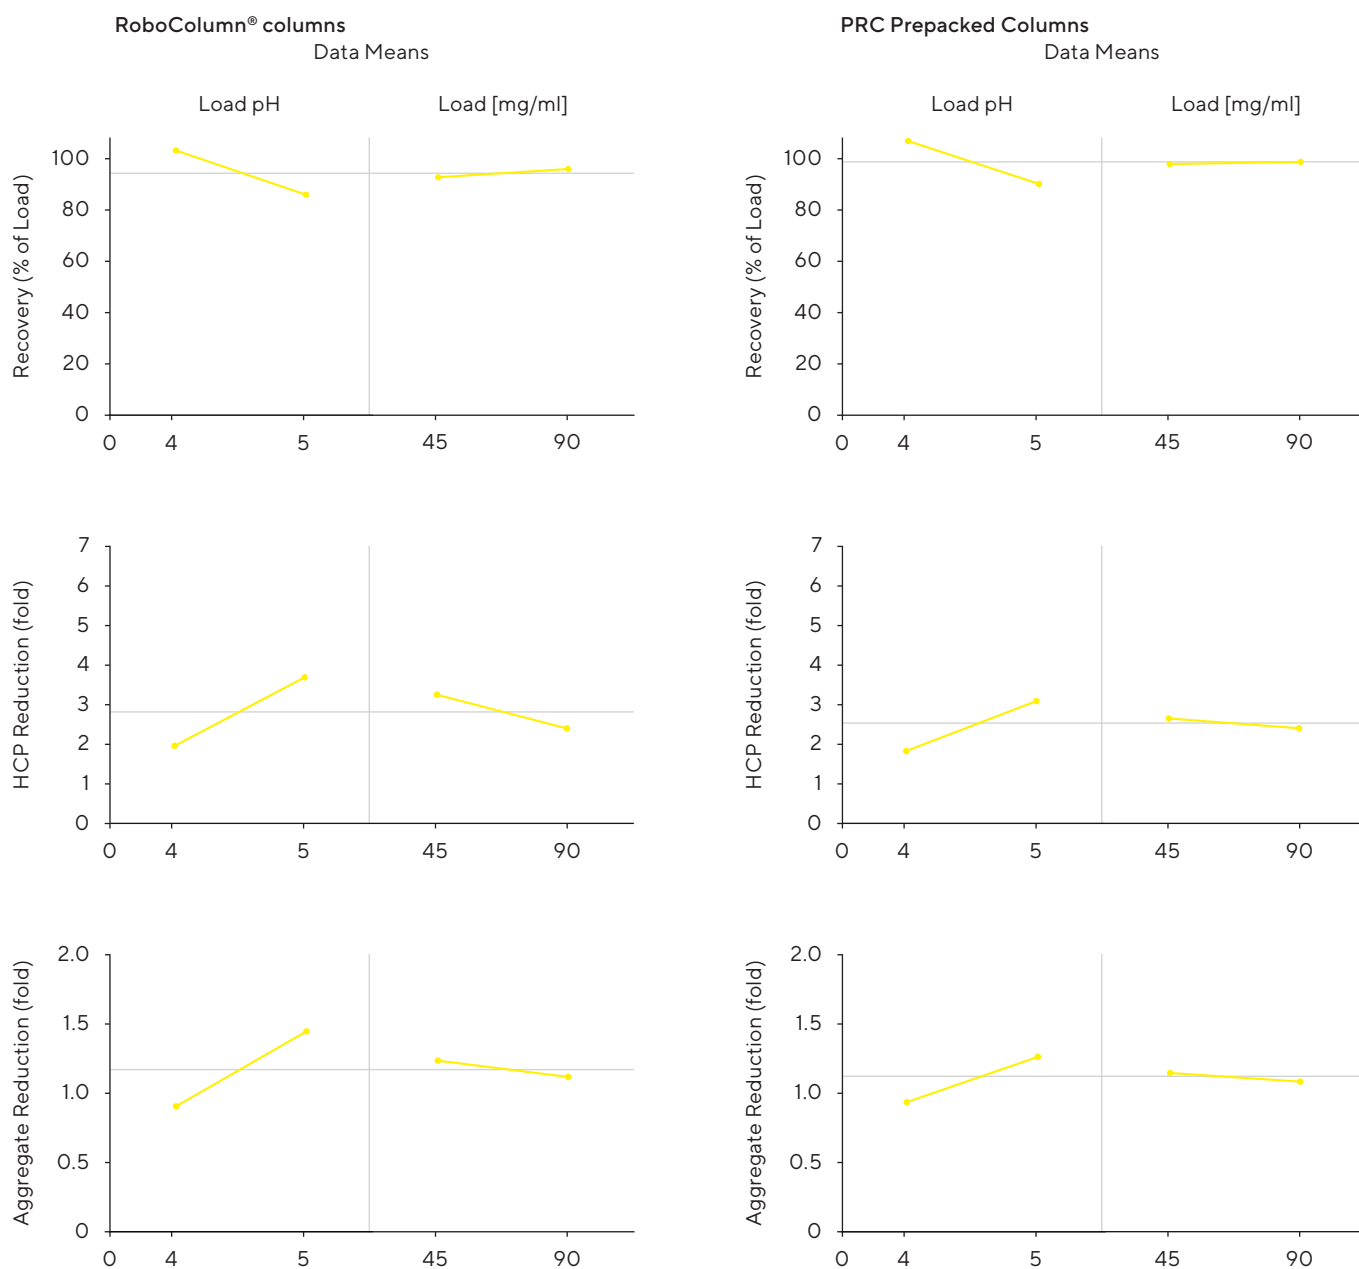 RoboColumn® columns
Data Means
Load pH
Load [mg/ml]
Recovery (% of Load)
100
80
60
40
20
0
0 4 5 45 90
PRC Prepacked Columns
Data Means
Load pH
Load [mg/ml]
Recovery (% of Load)
100
80
60
40
20
0
0 4 5 45 90
HCP Reduction (fold)
7
6
5
4
3
2
1
0
0 4 5 45 90
HCP Reduction (fold)
7
6
5
4
3
2
1
0
0 4 5 45 90
Aggregate Reduction (fold)
2.0
1.5
1.0
0.5
0
0 4 5 45 90
Aggregate Reduction (fold)
2.0
1.5
1.0
0.5
0
0 4 5 45 90